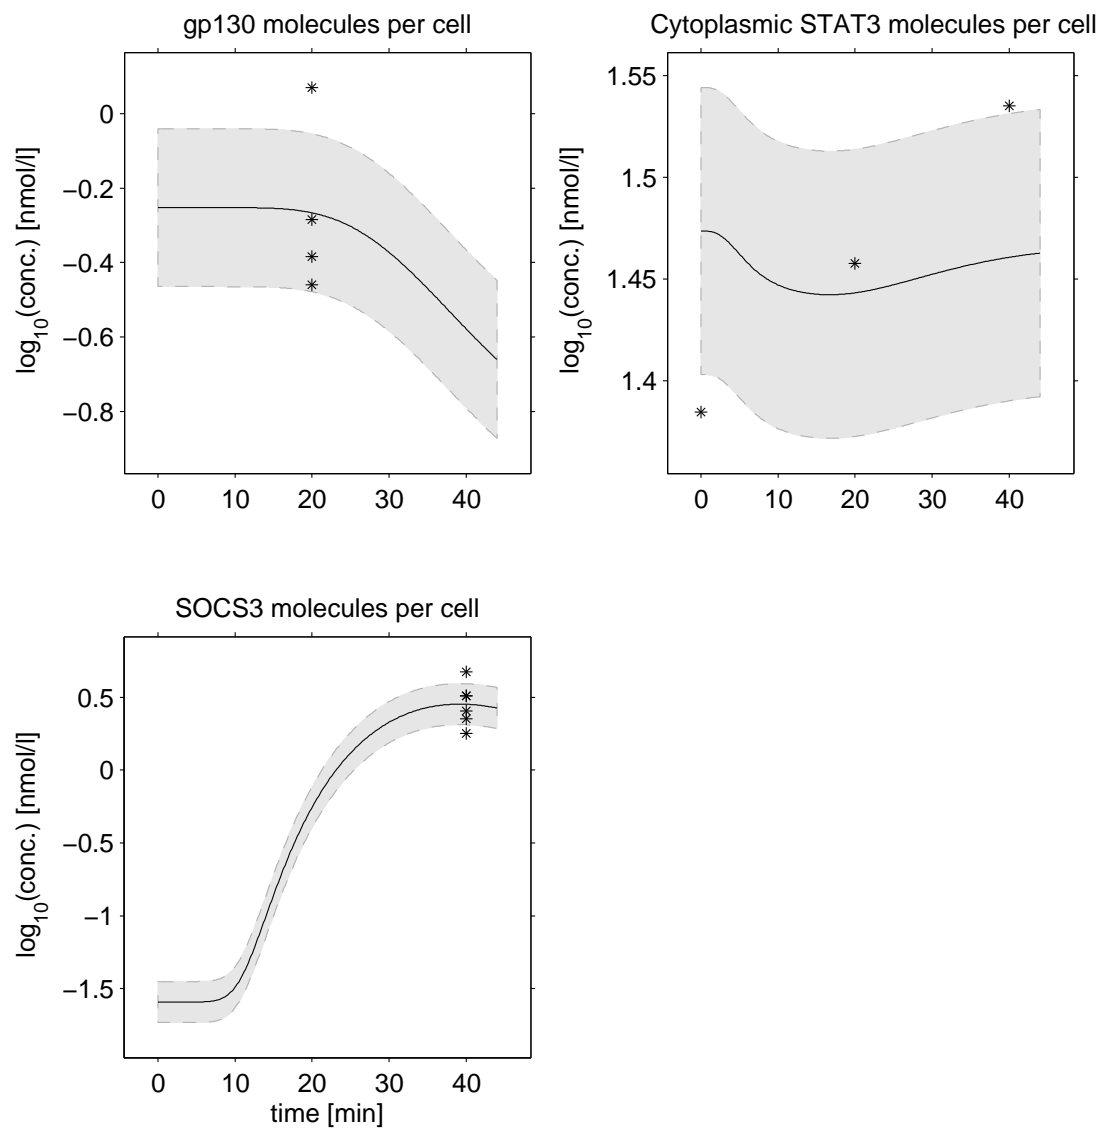 gp130 molecules per cell
log10(conc.) [nmol/l]
0
−0.2
−0.4
−0.6
−0.8
0 10 20 30 40
Cytoplasmic STAT3 molecules per cell
log10(conc.) [nmol/l]
1.55
1.5
1.45
1.4
0 10 20 30 40
SOCS3 molecules per cell
log10(conc.) [nmol/l]
0.5
0
−0.5
−1
−1.5
0 10 20 30 40
time [min]